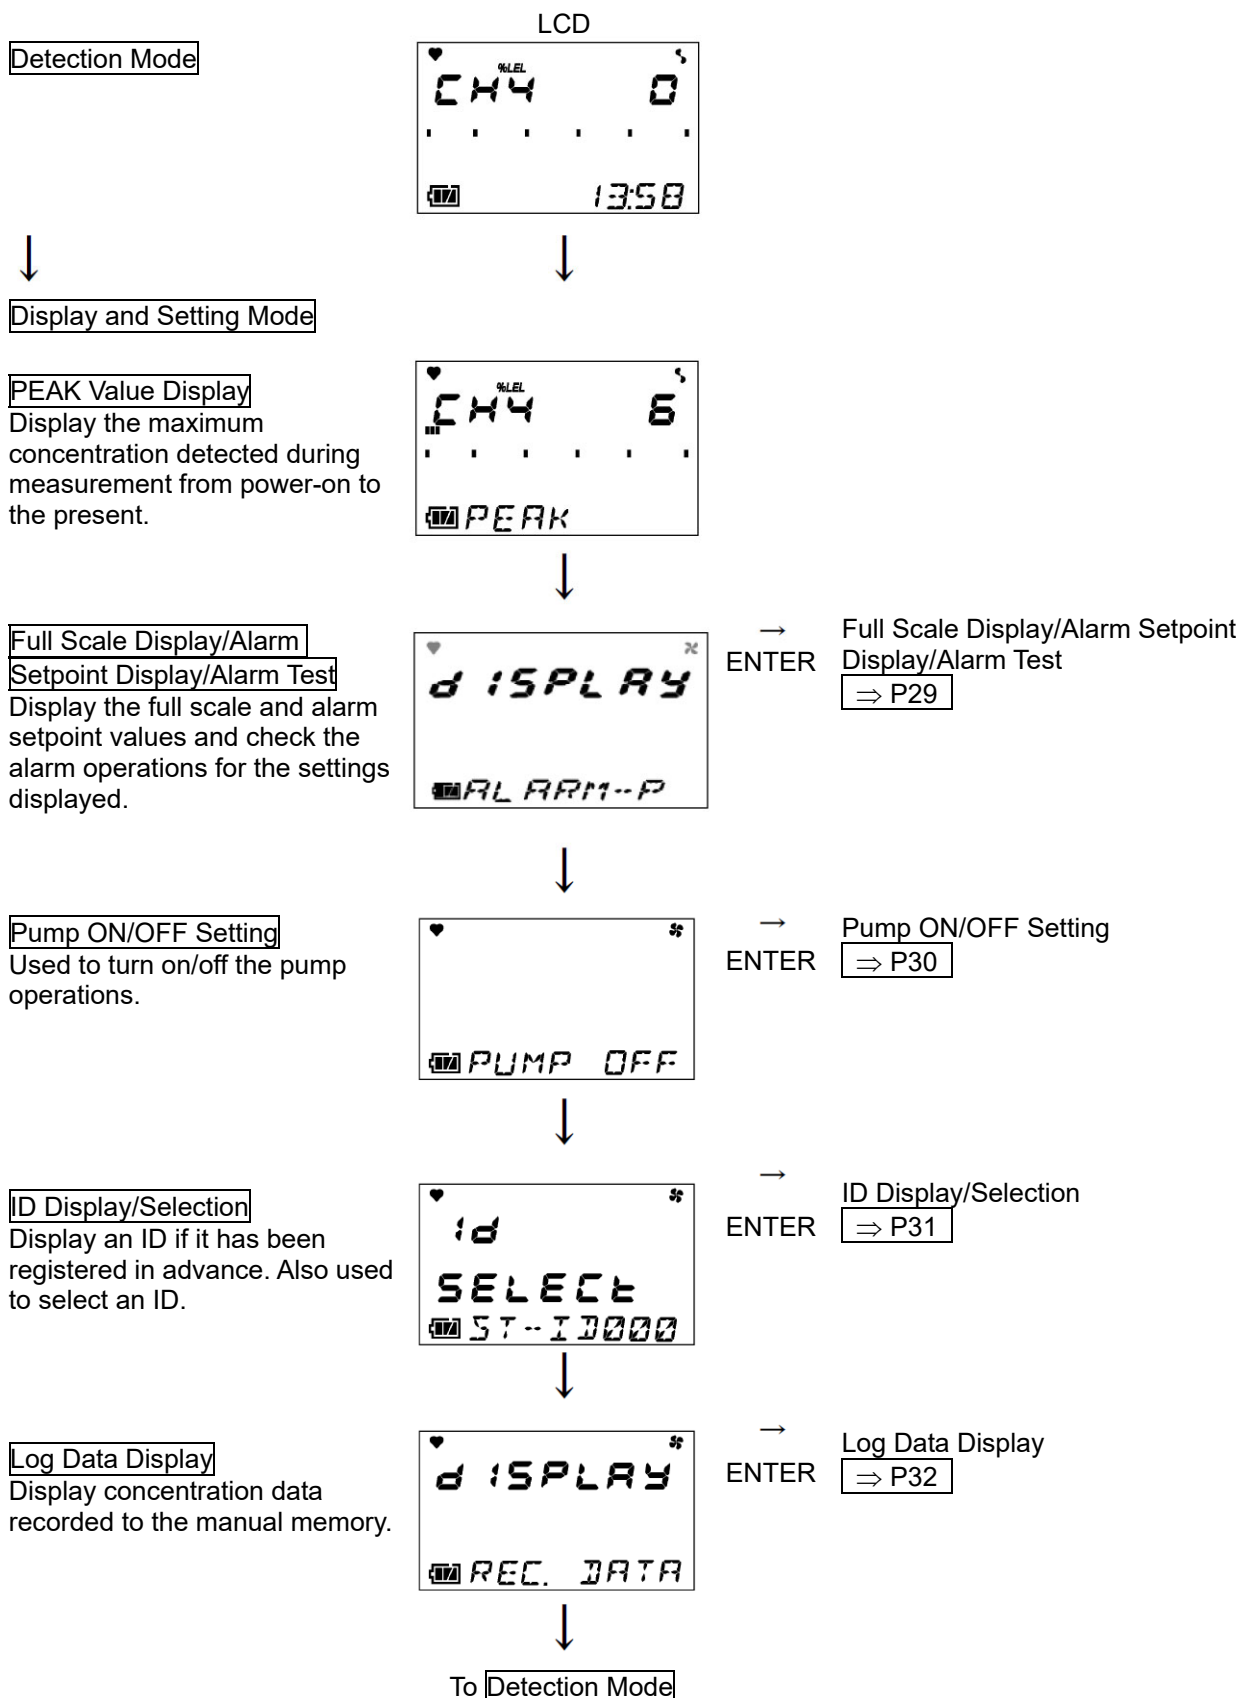 LCD
Detection Mode
%LEL
CH4 0
13:58
↓ ↓
Display and Setting Mode
PEAK Value Display
Display the maximum
concentration detected during
measurement from power-on to
the present.
%LEL
CH4 6
PEAK
↓
Full Scale Display/Alarm
Setpoint Display/Alarm Test
Display the full scale and alarm
setpoint values and check the
alarm operations for the settings
displayed.
dISPLAY
ALARM--P
→
ENTER
Full Scale Display/Alarm Setpoint
Display/Alarm Test
⇒ P29
↓
Pump ON/OFF Setting
Used to turn on/off the pump
operations.
PUMP OFF
→
ENTER
Pump ON/OFF Setting
⇒ P30
↓
ID Display/Selection
Display an ID if it has been
registered in advance. Also used
to select an ID.
id
SELECt
ST--ID000
→
ENTER
ID Display/Selection
⇒ P31
↓
Log Data Display
Display concentration data
recorded to the manual memory.
dISPLAY
REC. DATA
→
ENTER
Log Data Display
⇒ P32
↓
To Detection Mode